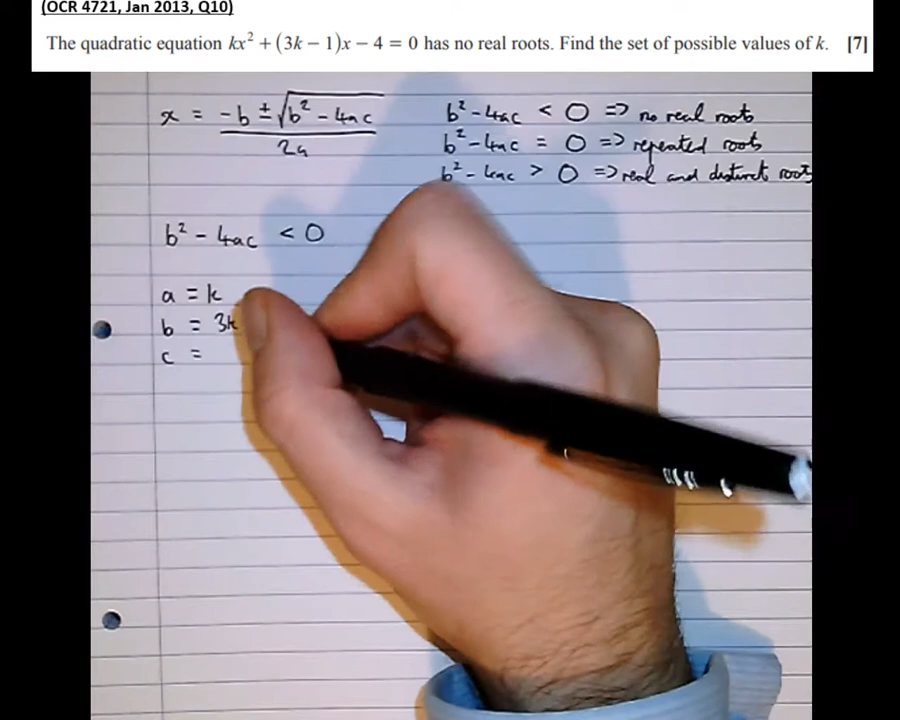 (OCR 4721, Jan 2013, Q10)
The quadratic equation kx² + (3k − 1)x − 4 = 0 has no real roots. Find the set of possible values of k. [7]
x = -b ± √b² - 4ac / 2a
b² - 4ac < 0 => no real roots
b² - 4ac = 0 => repeated roots
b² - 4ac > 0 => real and distinct roots
b² - 4ac < 0
a = k
b = 3k
c =